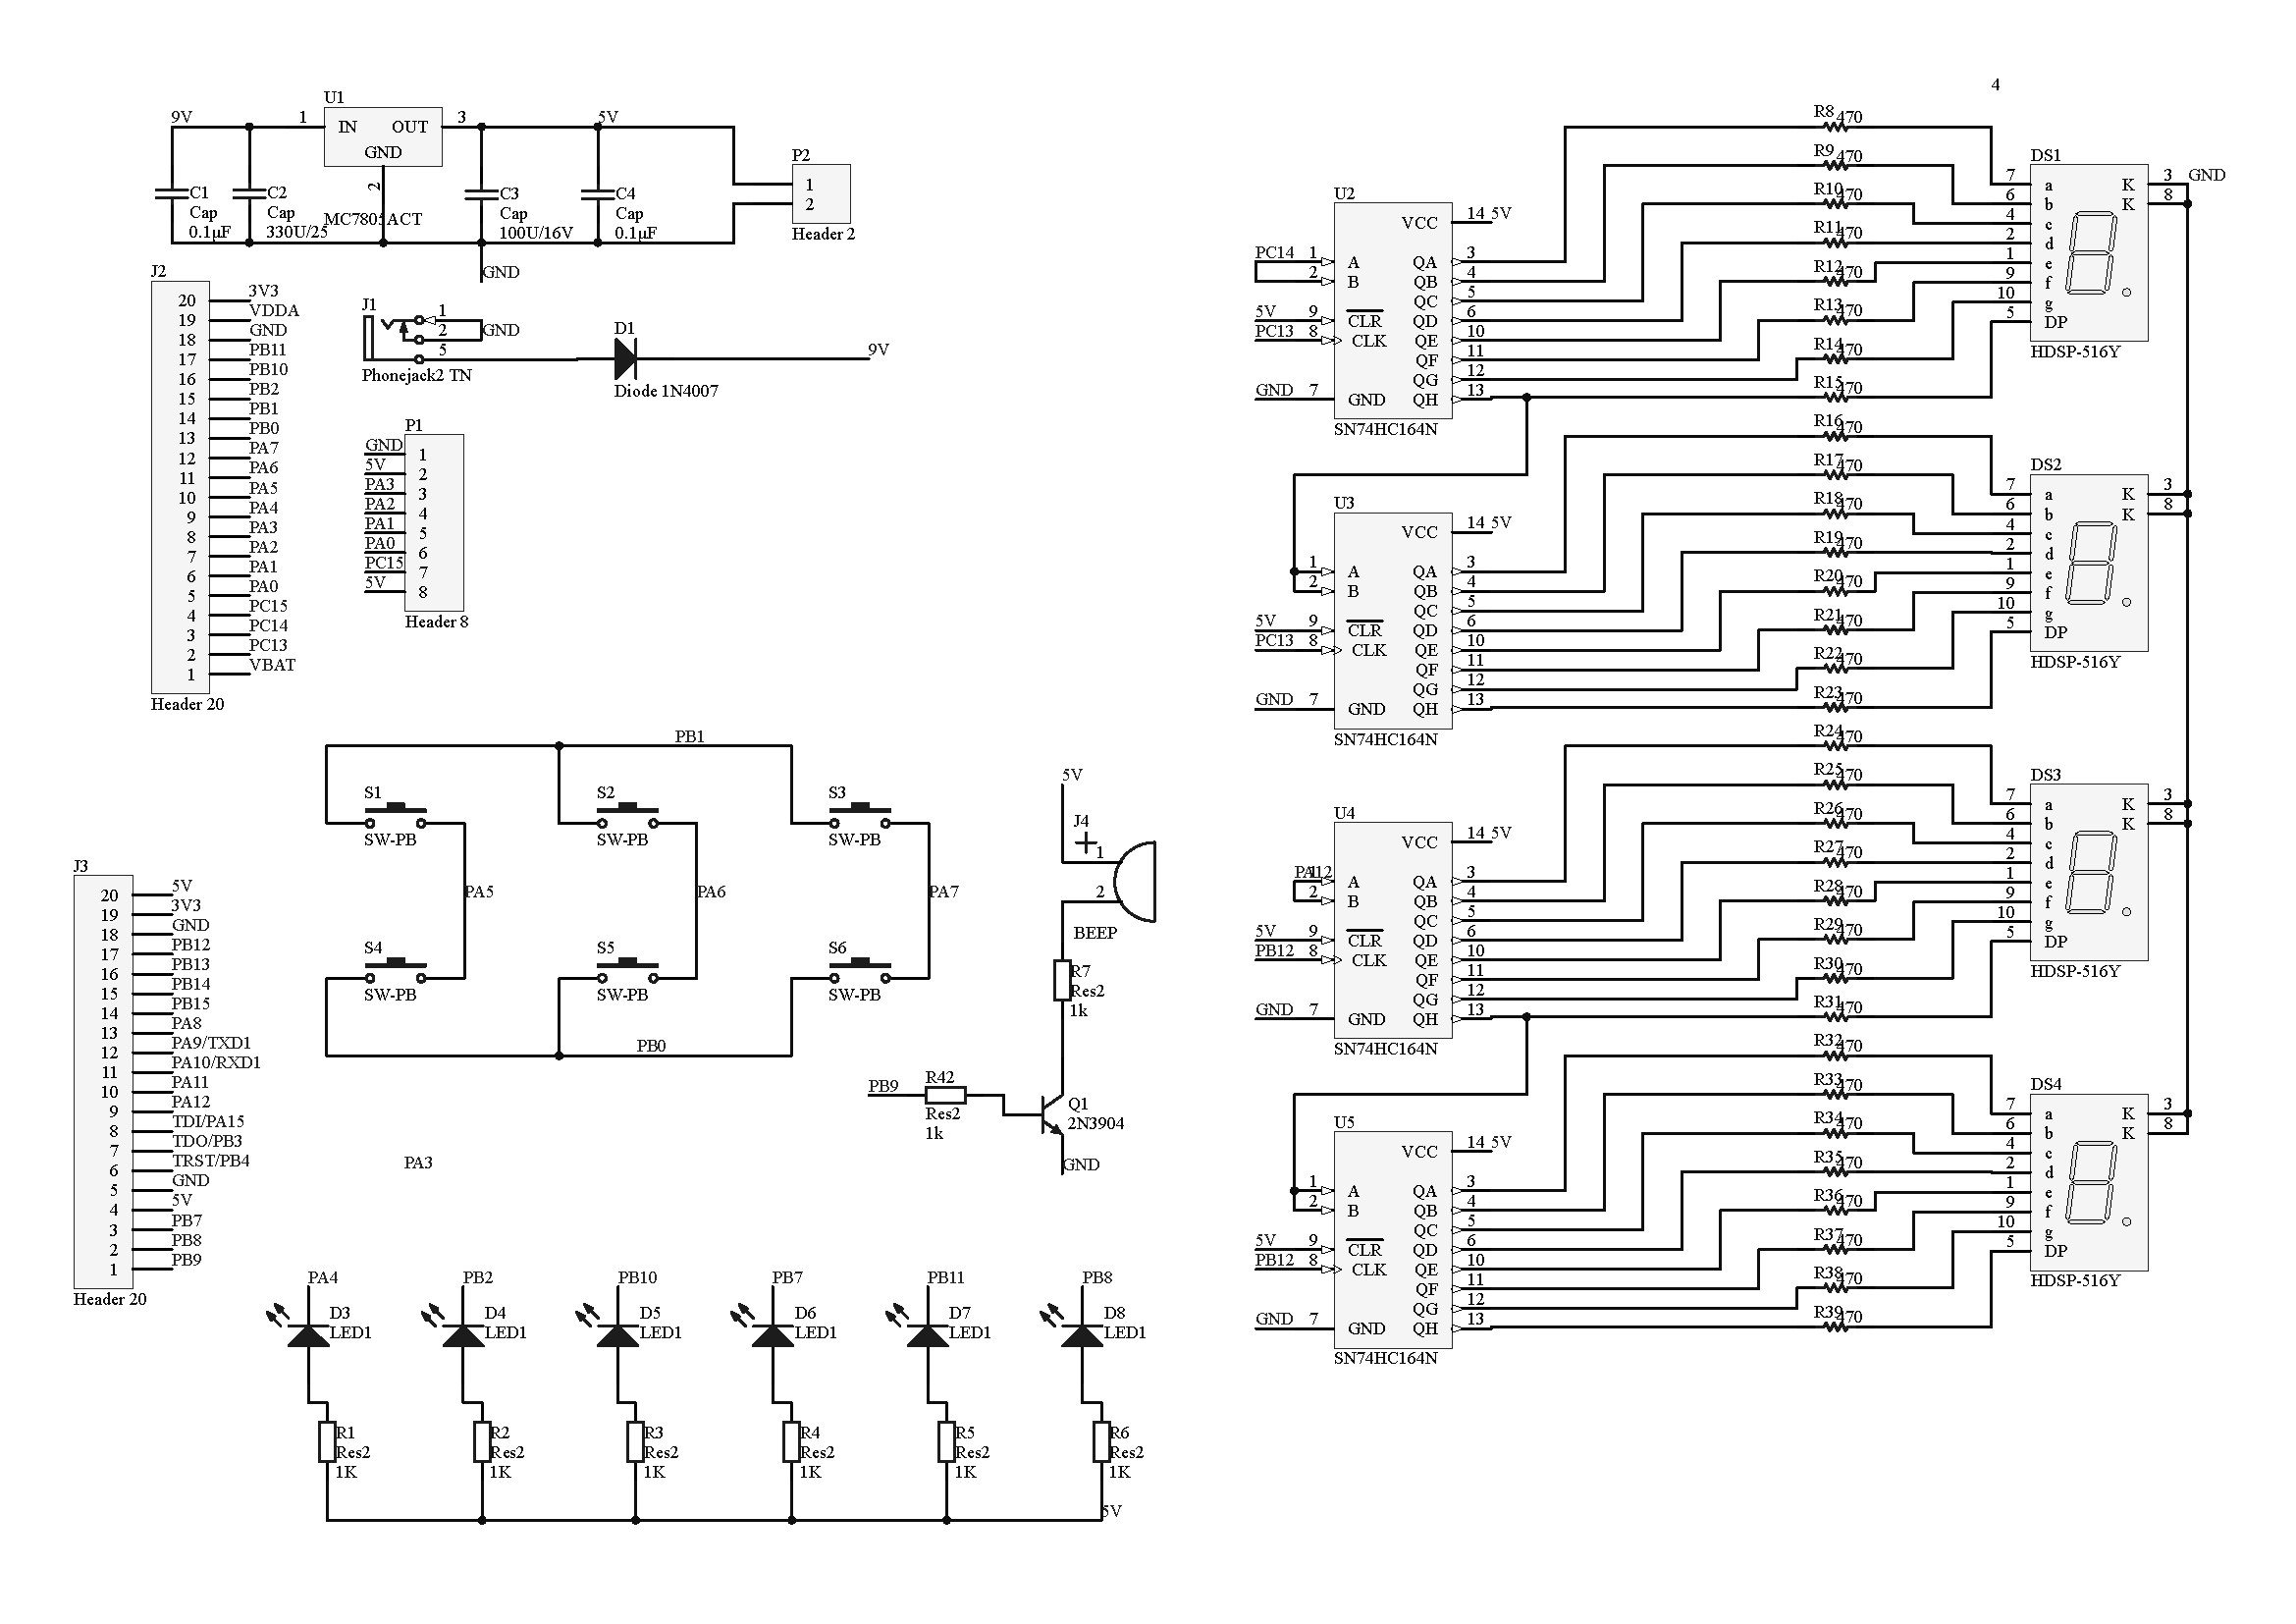 4
U1
9V
1
IN
OUT
3
5V
GND
2
MC7805ACT
C1
Cap
0.1µF
C2
Cap
330U/25
C3
Cap
100U/16V
C4
Cap
0.1µF
GND
P2
1
2
Header 2
J2
20 3V3
19 VDDA
18 GND
17 PB11
16 PB10
15 PB2
14 PB1
13 PB0
12 PA7
11 PA6
10 PA5
9 PA4
8 PA3
7 PA2
6 PA1
5 PA0
4 PC15
3 PC14
2 PC13
1 VBAT
Header 20
J1
1
2
5
GND
Phonejack2 TN
D1
Diode 1N4007
9V
P1
GND 1
5V 2
PA3 3
PA2 4
PA1 5
PA0 6
PC15 7
5V 8
Header 8
PB1
S1
SW-PB
S2
SW-PB
S3
SW-PB
PA5
PA6
PA7
S4
SW-PB
S5
SW-PB
S6
SW-PB
PB0
J3
20 5V
19 3V3
18 GND
17 PB12
16 PB13
15 PB14
14 PB15
13 PA8
12 PA9/TXD1
11 PA10/RXD1
10 PA11
9 PA12
8 TDI/PA15
7 TDO/PB3
6 TRST/PB4
5 GND
4 5V
3 PB7
2 PB8
1 PB9
Header 20
5V
J4
1
2
BEEP
R7
Res2
1k
PB9
R42
Res2
1k
Q1
2N3904
GND
PA3
PA4
D3
LED1
PB2
D4
LED1
PB10
D5
LED1
PB7
D6
LED1
PB11
D7
LED1
PB8
D8
LED1
R1
Res2
1K
R2
Res2
1K
R3
Res2
1K
R4
Res2
1K
R5
Res2
1K
R6
Res2
1K
5V
U2
VCC 14 5V
PC14 1 A QA 3
2 B QB 4
QC 5
5V 9 CLR QD 6
PC13 8 CLK QE 10
QF 11
QG 12
GND 7 GND QH 13
SN74HC164N
R8 470
R9 470
R10 470
R11 470
R12 470
R13 470
R14 470
R15 470
DS1
7 a K 3 GND
6 b K 8
4 c
2 d
1 e
9 f
10 g
5 DP
HDSP-516Y
U3
VCC 14 5V
1 A QA 3
2 B QB 4
QC 5
5V 9 CLR QD 6
PC13 8 CLK QE 10
QF 11
QG 12
GND 7 GND QH 13
SN74HC164N
R16 470
R17 470
R18 470
R19 470
R20 470
R21 470
R22 470
R23 470
DS2
7 a K 3
6 b K 8
4 c
2 d
1 e
9 f
10 g
5 DP
HDSP-516Y
U4
VCC 14 5V
PA12 1 A QA 3
2 B QB 4
QC 5
5V 9 CLR QD 6
PB12 8 CLK QE 10
QF 11
QG 12
GND 7 GND QH 13
SN74HC164N
R24 470
R25 470
R26 470
R27 470
R28 470
R29 470
R30 470
R31 470
DS3
7 a K 3
6 b K 8
4 c
2 d
1 e
9 f
10 g
5 DP
HDSP-516Y
U5
VCC 14 5V
1 A QA 3
2 B QB 4
QC 5
5V 9 CLR QD 6
PB12 8 CLK QE 10
QF 11
QG 12
GND 7 GND QH 13
SN74HC164N
R32 470
R33 470
R34 470
R35 470
R36 470
R37 470
R38 470
R39 470
DS4
7 a K 3
6 b K 8
4 c
2 d
1 e
9 f
10 g
5 DP
HDSP-516Y